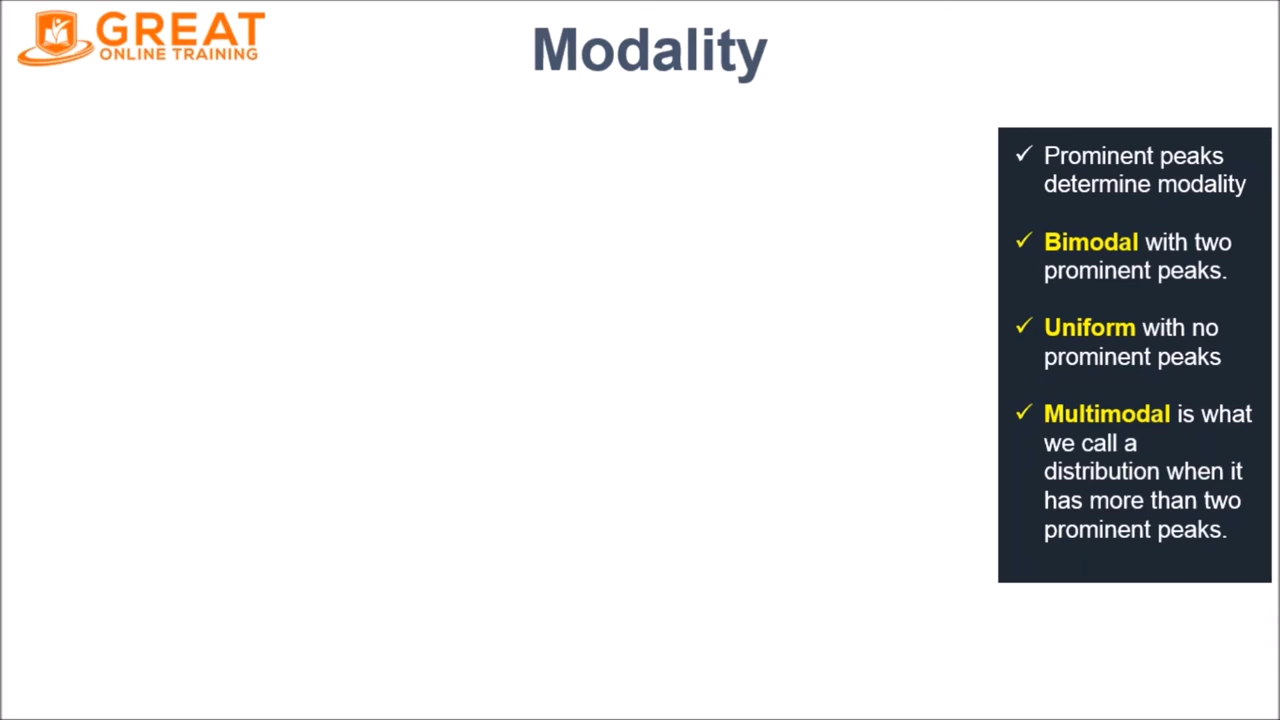 GREAT
ONLINE TRAINING
Modality
✓ Prominent peaks
determine modality
✓ Bimodal with two
prominent peaks.
✓ Uniform with no
prominent peaks
✓ Multimodal is what
we call a
distribution when it
has more than two
prominent peaks.